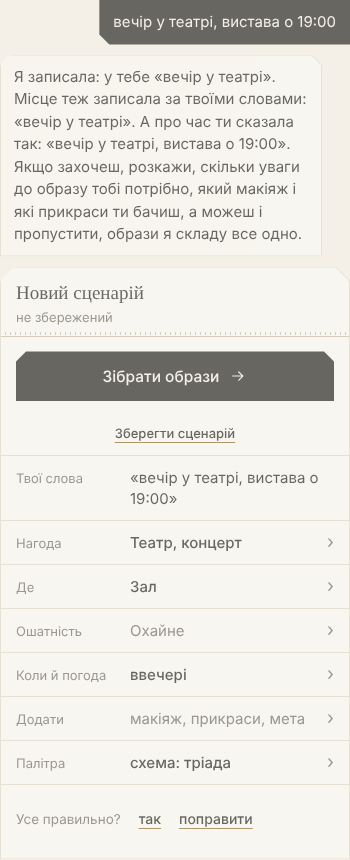 вечір у театрі, вистава о 19:00
Я записала: у тебе «вечір у театрі».
Місце теж записала за твоїми словами:
«вечір у театрі». А про час ти сказала
так: «вечір у театрі, вистава о 19:00».
Якщо захочеш, розкажи, скільки уваги
до образу тобі потрібно, який макіяж і
які прикраси ти бачиш, а можеш і
пропустити, образи я складу все одно.
Новий сценарій
не збережений
Зібрати образи →
Зберегти сценарій
Твої слова «вечір у театрі, вистава о
19:00»
Нагода Театр, концерт ›
Де Зал ›
Ошатність Охайне ›
Коли й погода ввечері ›
Додати макіяж, прикраси, мета ›
Палітра схема: тріада ›
Усе правильно? так поправити